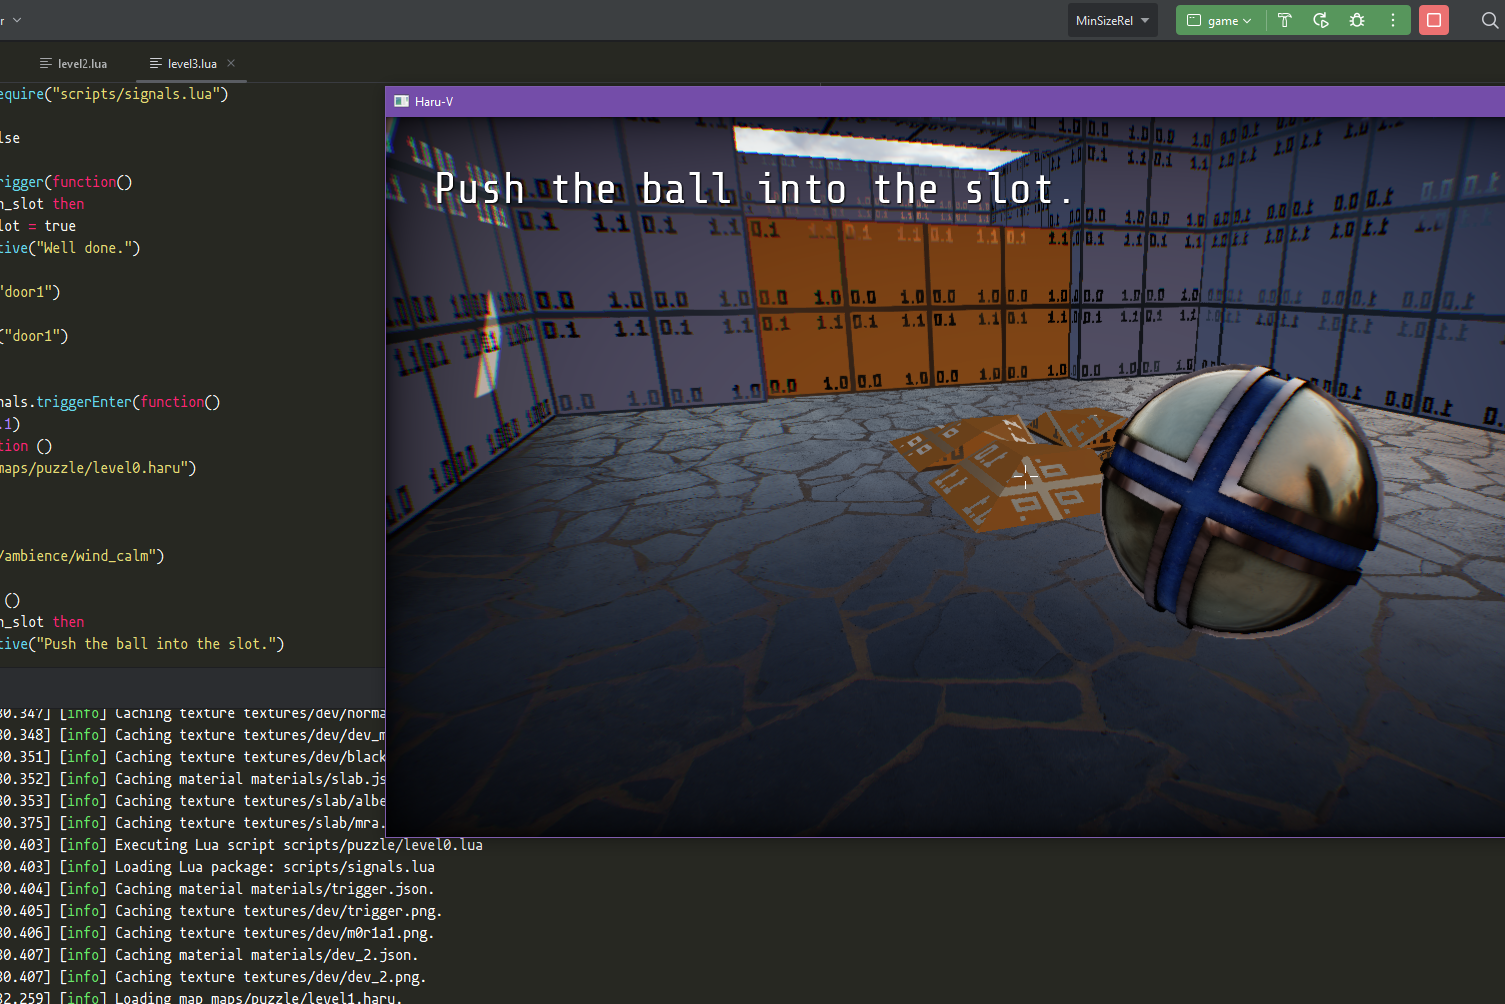 r
MinSizeRel
game
level2.lua
level3.lua
equire("scripts/signals.lua")
lse
rigger(function()
n_slot then
lot = true
tive("Well done.")
"door1")
("door1")
nals.triggerEnter(function()
.1)
tion ()
maps/puzzle/level0.haru")
/ambience/wind_calm")
()
n_slot then
tive("Push the ball into the slot.")
Haru-V
Push the ball into the slot.
30.347] [info] Caching texture textures/dev/norma
30.348] [info] Caching texture textures/dev/dev_m
30.351] [info] Caching texture textures/dev/black
30.352] [info] Caching material materials/slab.js
30.353] [info] Caching texture textures/slab/albe
30.375] [info] Caching texture textures/slab/mra.
30.403] [info] Executing Lua script scripts/puzzle/level0.lua
30.403] [info] Loading Lua package: scripts/signals.lua
30.404] [info] Caching material materials/trigger.json.
30.405] [info] Caching texture textures/dev/trigger.png.
30.406] [info] Caching texture textures/dev/m0r1a1.png.
30.407] [info] Caching material materials/dev_2.json.
30.407] [info] Caching texture textures/dev/dev_2.png.
32.259] [info] Loading map maps/puzzle/level1.haru.